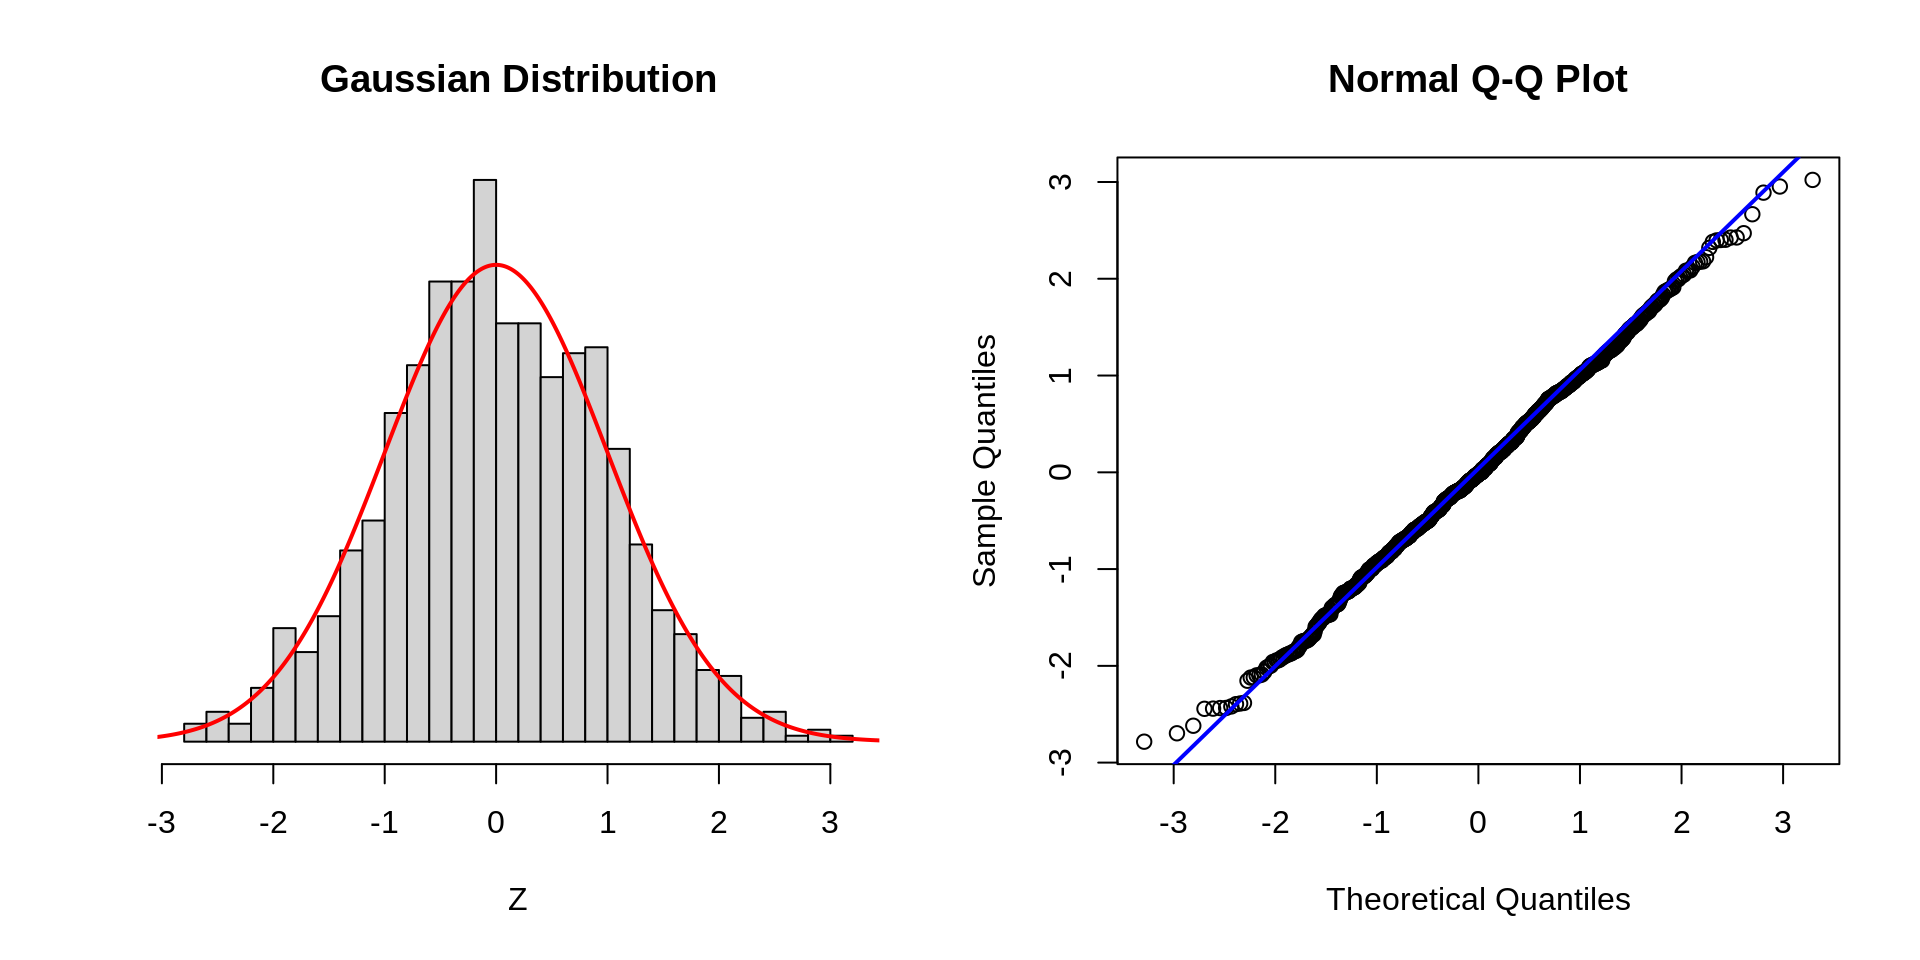 Gaussian Distribution
-3 -2 -1 0 1 2 3
Z
Normal Q-Q Plot
3
2
1
0
-1
-2
-3
Sample Quantiles
-3 -2 -1 0 1 2 3
Theoretical Quantiles